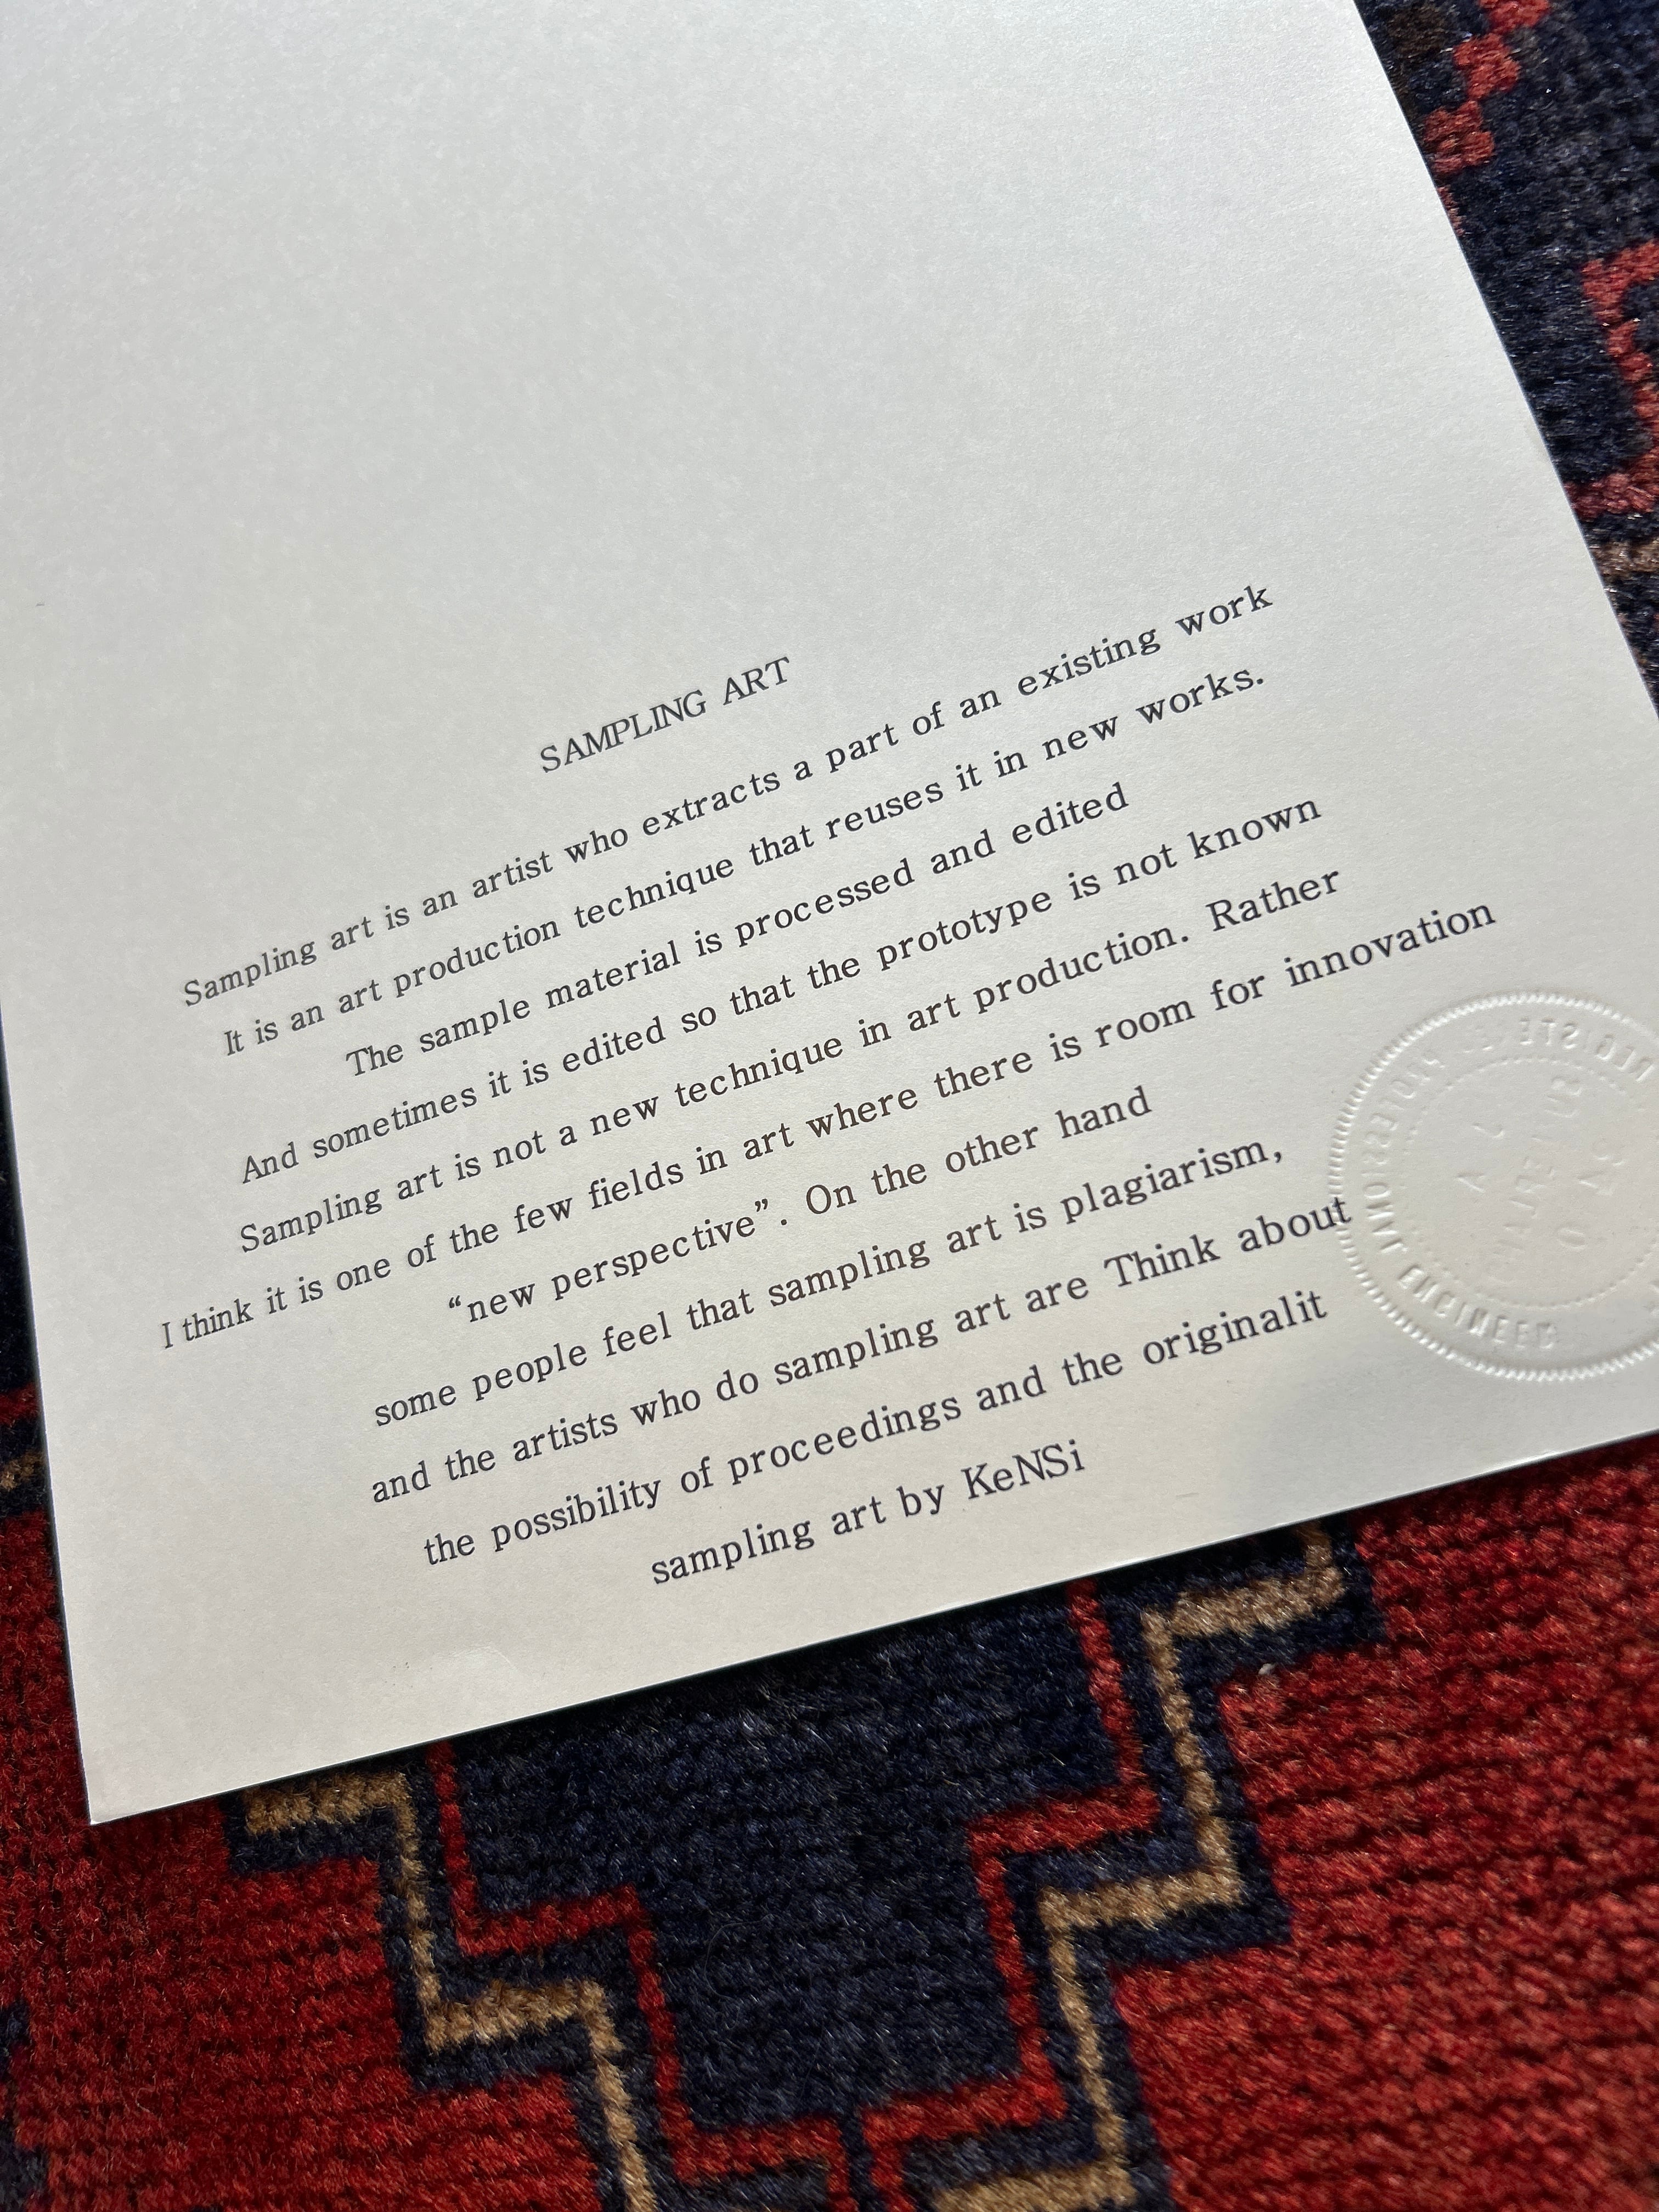 SAMPLING ART
Sampling art is an artist who extracts a part of an existing work
It is an art production technique that reuses it in new works.
The sample material is processed and edited
And sometimes it is edited so that the prototype is not known
Sampling art is not a new technique in art production. Rather
I think it is one of the few fields in art where there is room for innovation
“new perspective”. On the other hand
some people feel that sampling art is plagiarism,
and the artists who do sampling art are Think about
the possibility of proceedings and the originalit
sampling art by KeNSi
PROFESSIONAL ENGINEER